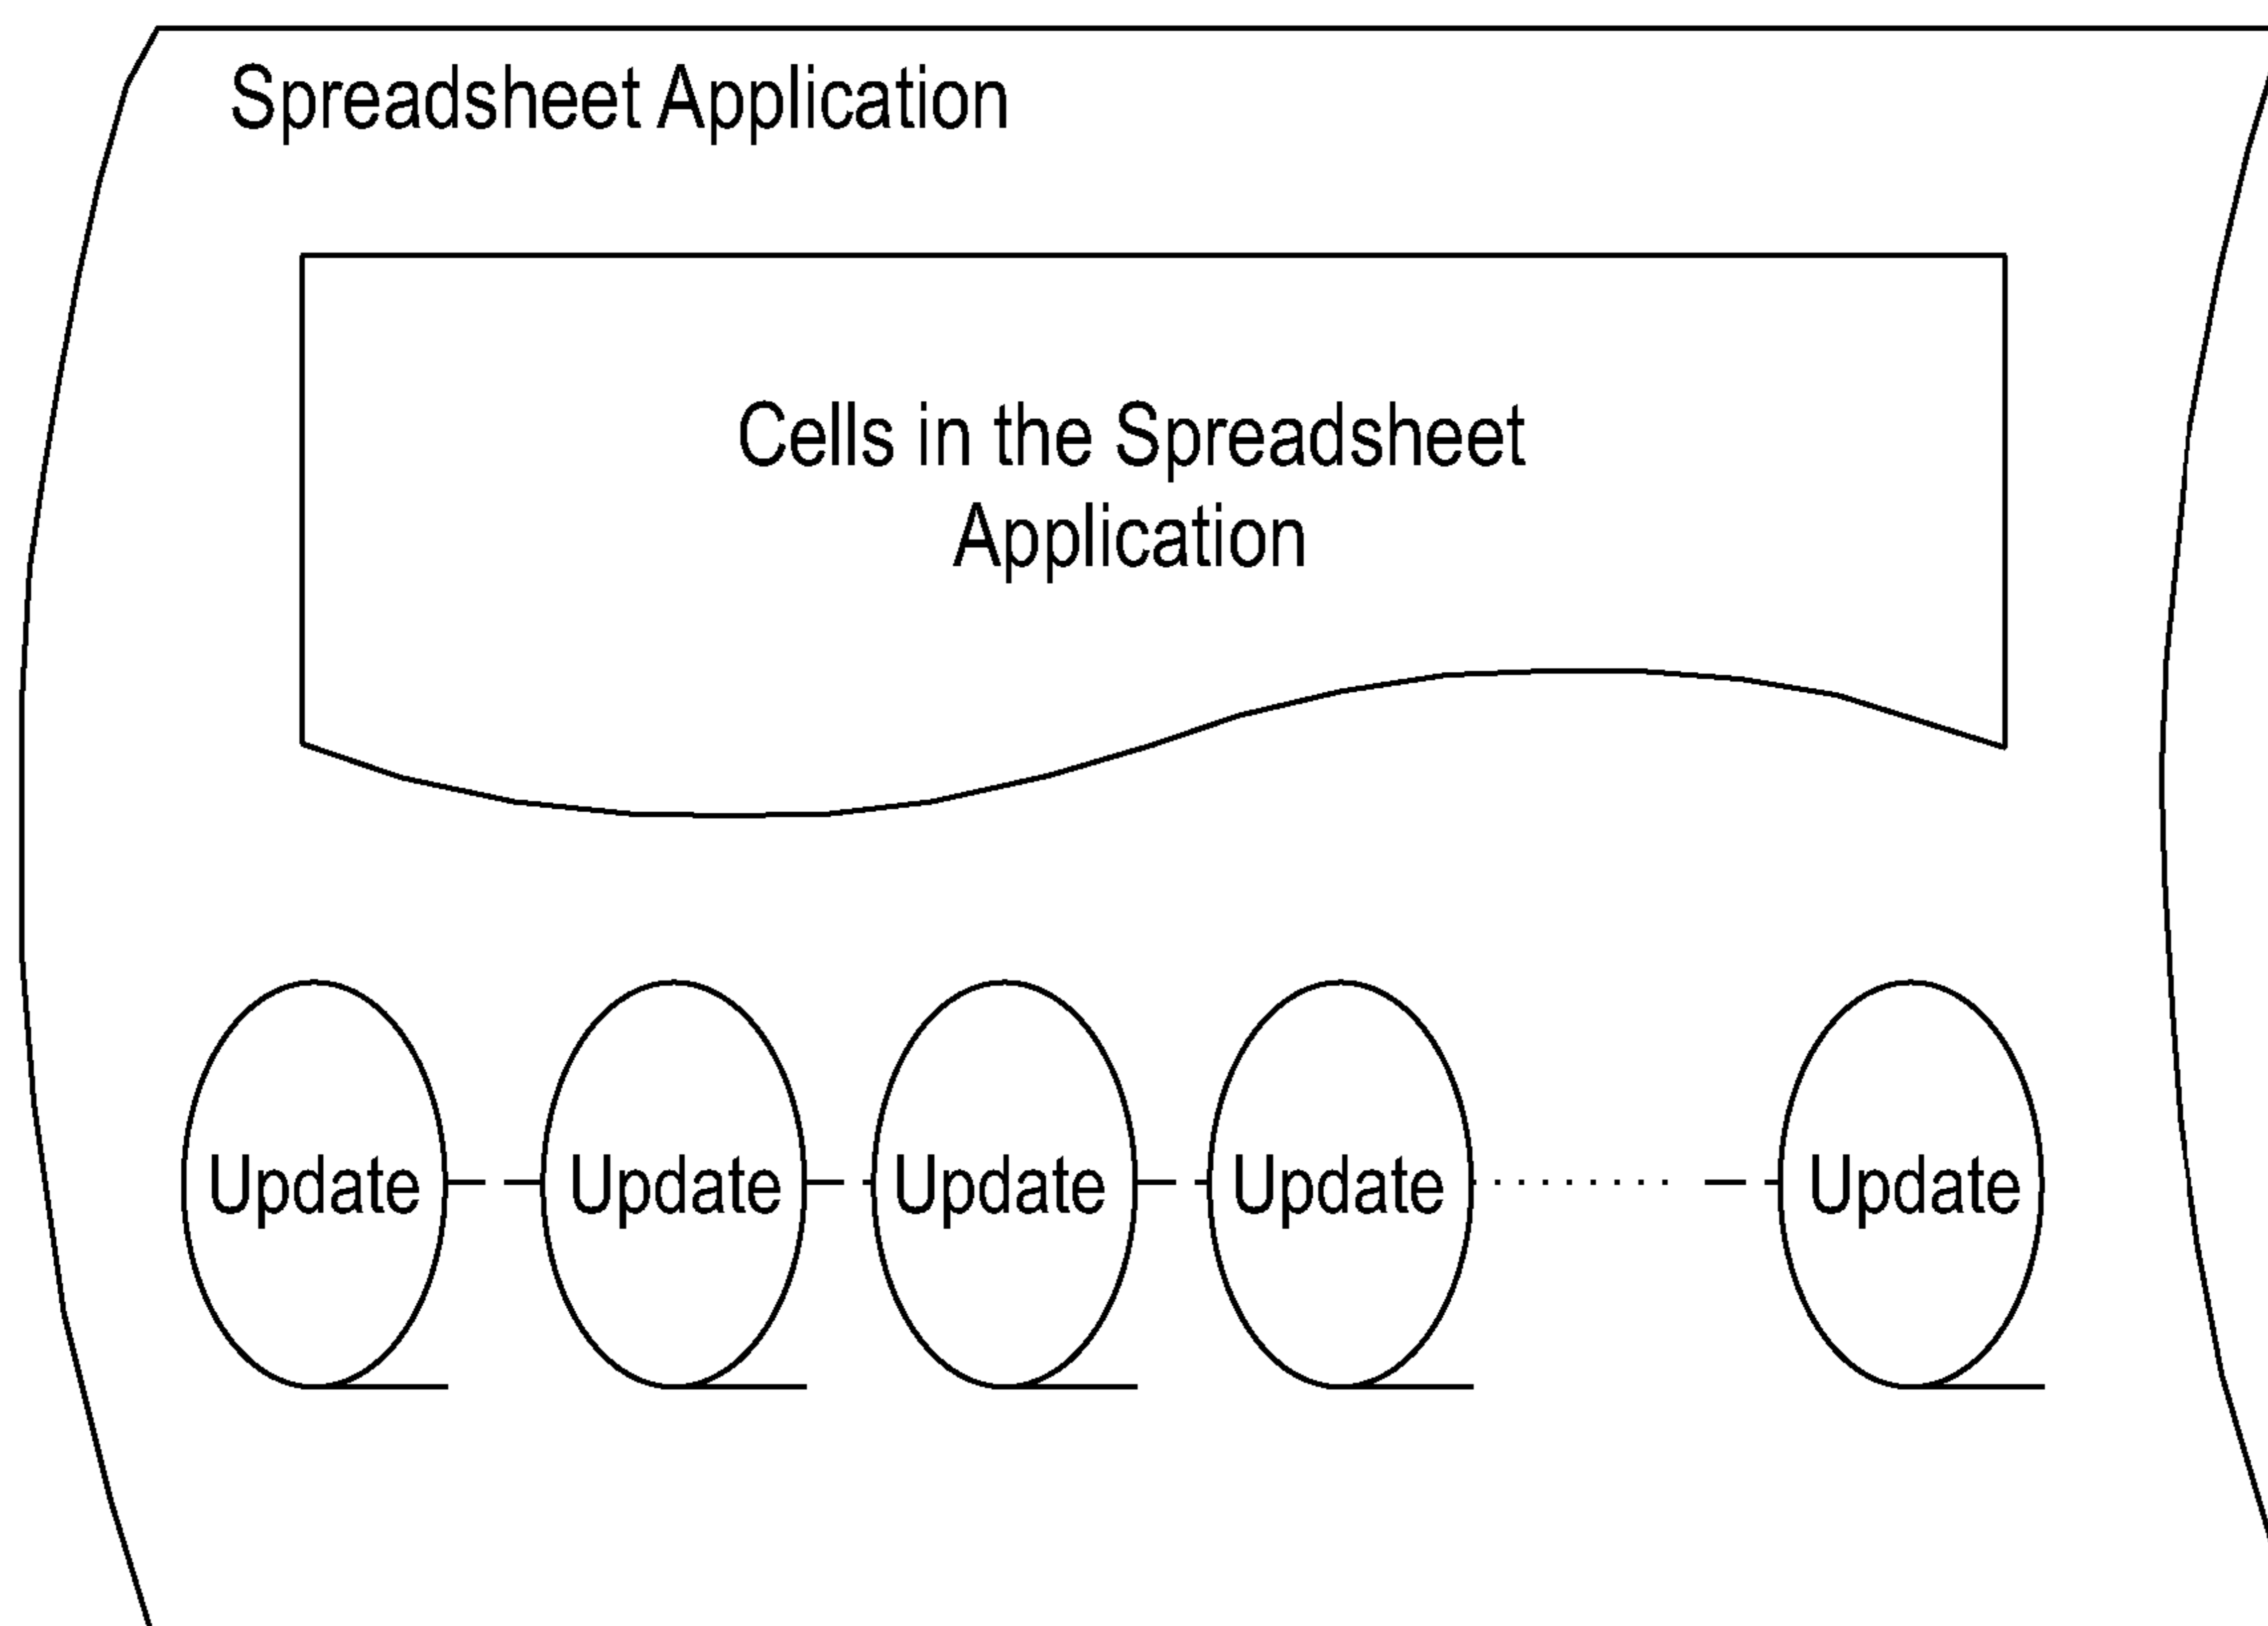 Spreadsheet Application
Cells in the Spreadsheet
Application
Update Update Update Update Update